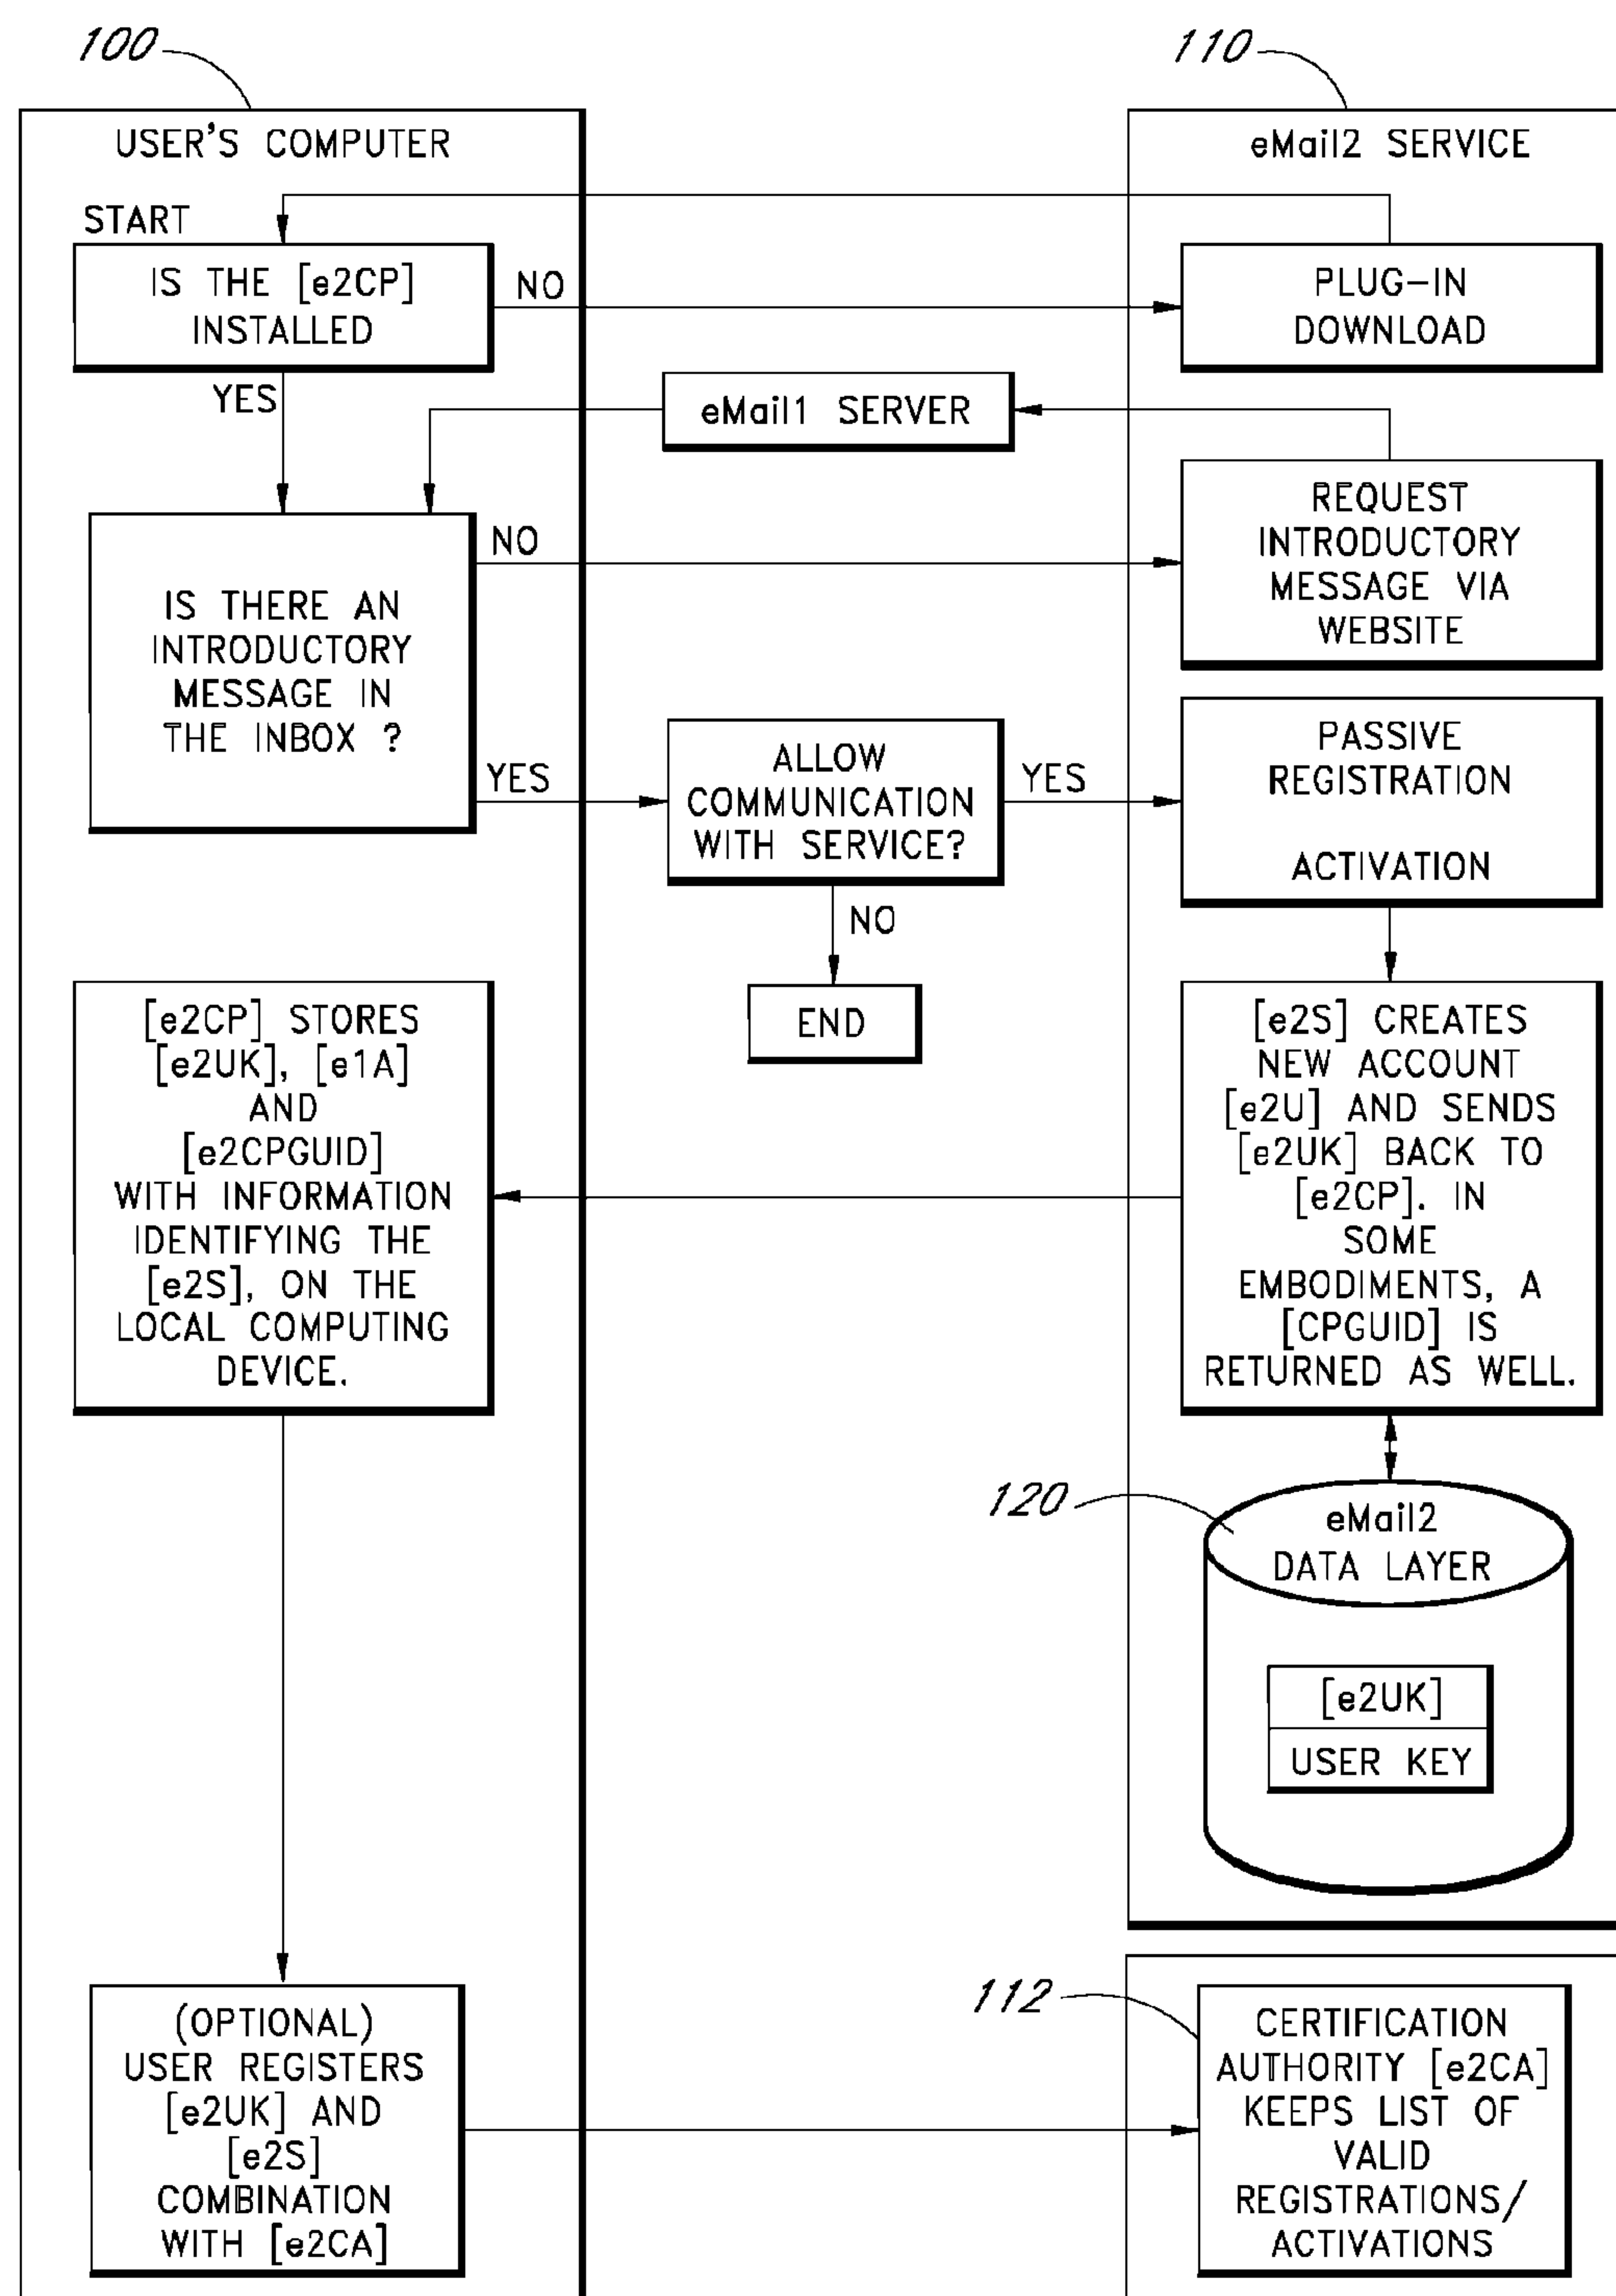 100
110
USER'S COMPUTER
eMail2 SERVICE
START
IS THE [e2CP]
INSTALLED
NO
PLUG-IN
DOWNLOAD
YES
eMail1 SERVER
REQUEST
INTRODUCTORY
MESSAGE VIA
WEBSITE
NO
IS THERE AN
INTRODUCTORY
MESSAGE IN
THE INBOX ?
YES
ALLOW
COMMUNICATION
WITH SERVICE?
YES
PASSIVE
REGISTRATION
ACTIVATION
NO
END
[e2CP] STORES
[e2UK], [e1A]
AND
[e2CPGUID]
WITH INFORMATION
IDENTIFYING THE
[e2S], ON THE
LOCAL COMPUTING
DEVICE.
[e2S] CREATES
NEW ACCOUNT
[e2U] AND SENDS
[e2UK] BACK TO
[e2CP]. IN
SOME
EMBODIMENTS, A
[CPGUID] IS
RETURNED AS WELL.
120
eMail2
DATA LAYER
[e2UK]
USER KEY
112
(OPTIONAL)
USER REGISTERS
[e2UK] AND
[e2S]
COMBINATION
WITH [e2CA]
CERTIFICATION
AUTHORITY [e2CA]
KEEPS LIST OF
VALID
REGISTRATIONS/
ACTIVATIONS